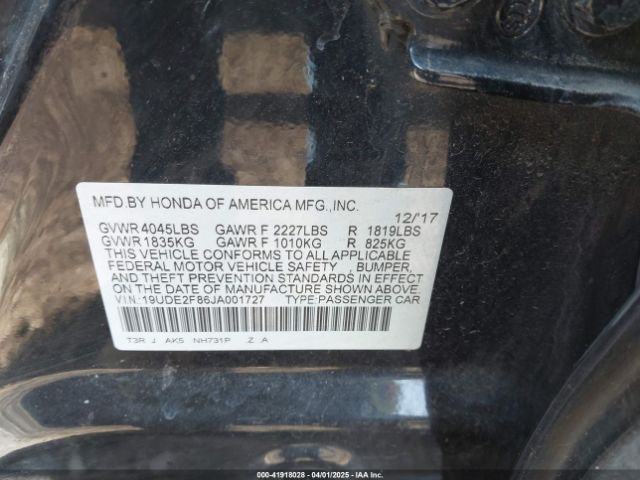 MFD.BY HONDA OF AMERICA MFG.,INC.
12/'17
GVWR 4045LBS GAWR F 2227LBS R 1819LBS
GVWR 1835KG GAWR F 1010KG R 825KG
THIS VEHICLE CONFORMS TO ALL APPLICABLE
FEDERAL MOTOR VEHICLE SAFETY , BUMPER,
AND THEFT PREVENTION STANDARDS IN EFFECT
ON THE DATE OF MANUFACTURE SHOWN ABOVE.
VIN: 19UDE2F86JA001727 TYPE:PASSENGER CAR
T3R J AK5 NH731P .Z .A
000-41918028 - 04/01/2025 - IAA Inc.